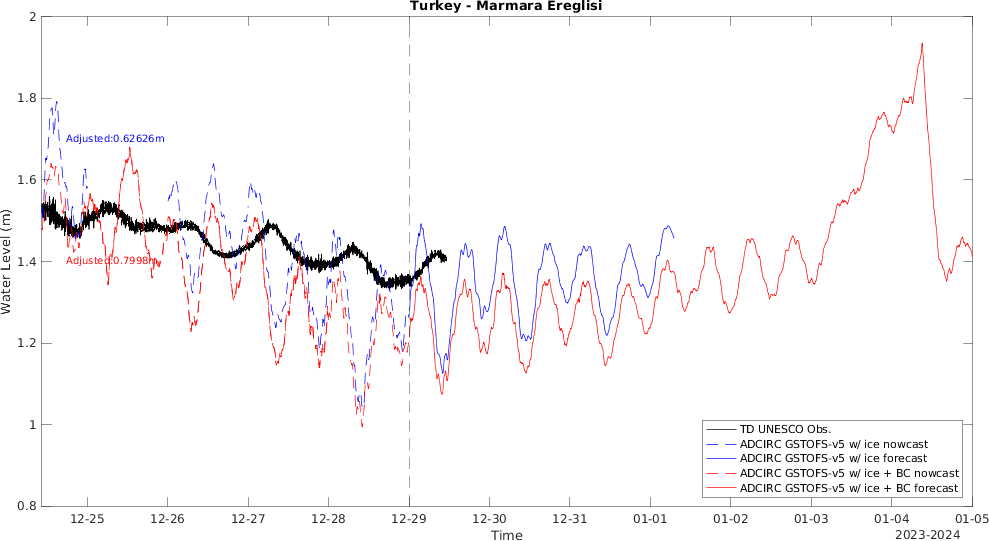 Turkey - Marmara Ereglisi
2
1.8
1.6
1.4
1.2
1
0.8
Water Level (m)
Adjusted:0.62626m
Adjusted:0.7998m
TD UNESCO Obs.
ADCIRC GSTOFS-v5 w/ ice nowcast
ADCIRC GSTOFS-v5 w/ ice forecast
ADCIRC GSTOFS-v5 w/ ice + BC nowcast
ADCIRC GSTOFS-v5 w/ ice + BC forecast
12-25 12-26 12-27 12-28 12-29 12-30 12-31 01-01 01-02 01-03 01-04 01-05
Time
2023-2024